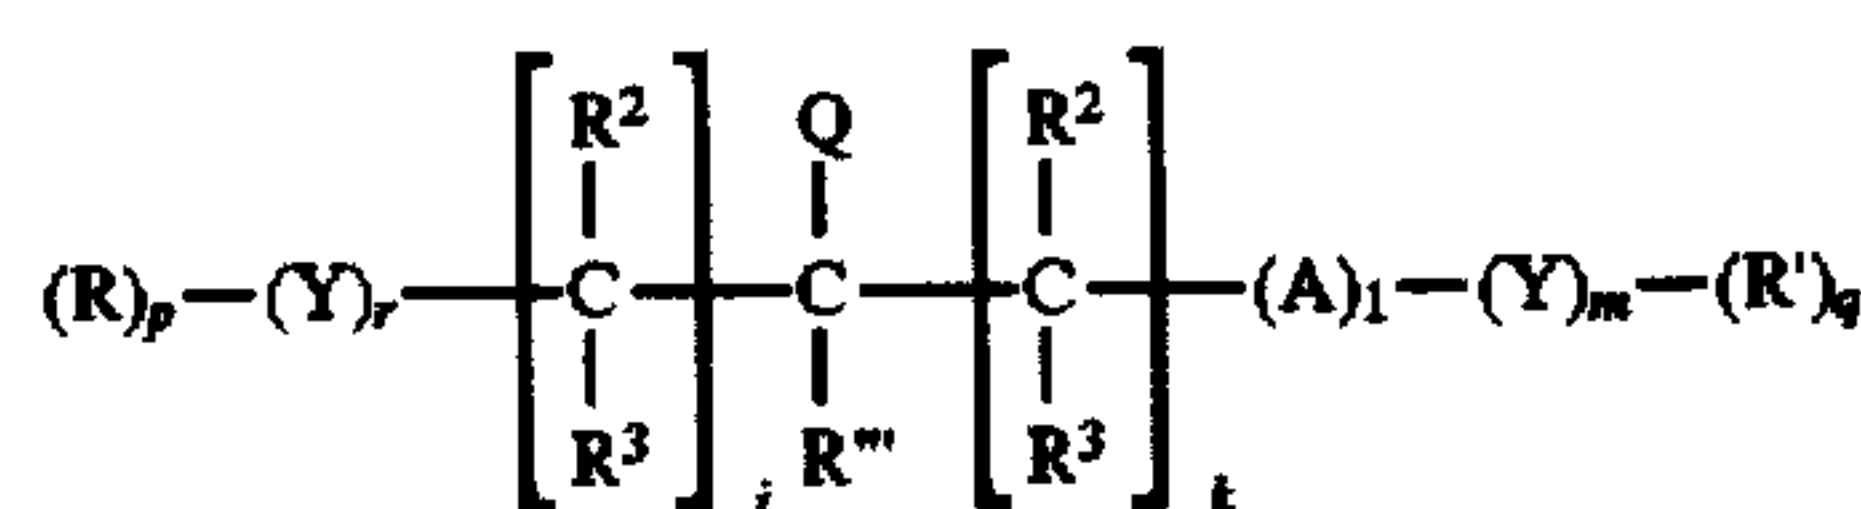 R² Q R²
(R)ₚ—(Y)ᵣ—C—C—C—(A)₁—(Y)ₘ—(R')q
R³ R''' R³